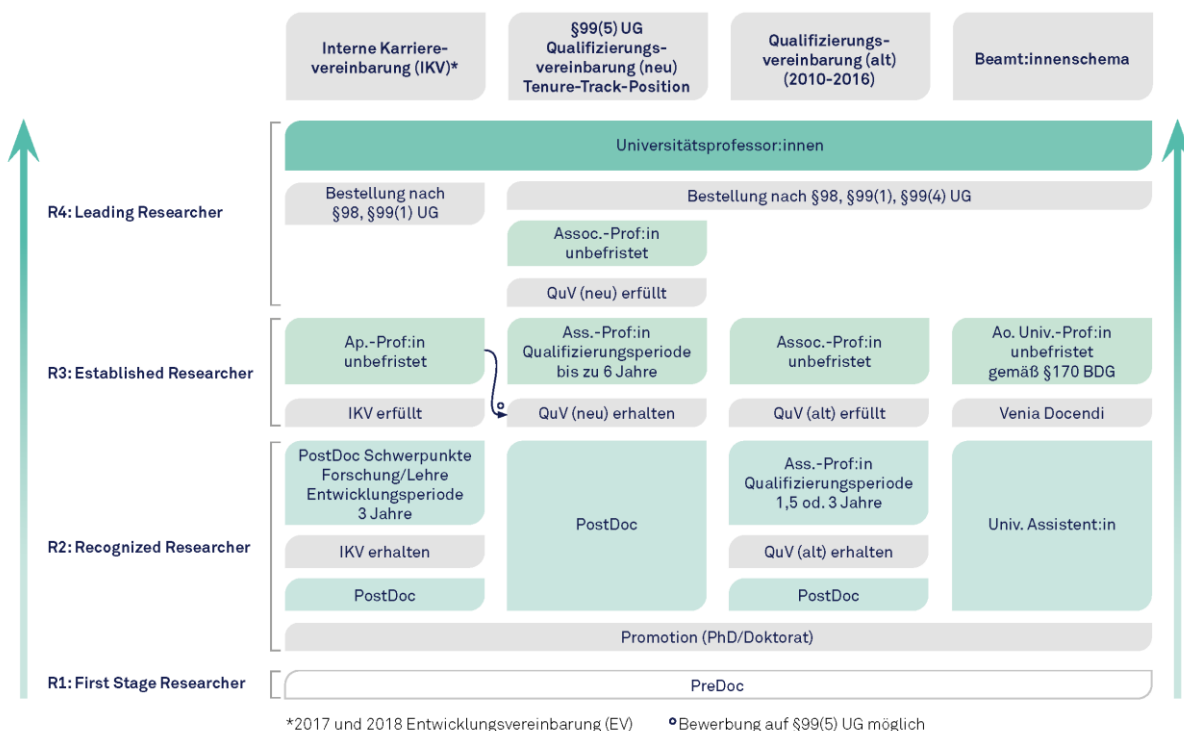 Interne Karriere-
vereinbarung (IKV)*
§99(5) UG
Qualifizierungs-
vereinbarung (neu)
Tenure-Track-Position
Qualifizierungs-
vereinbarung (alt)
(2010-2016)
Beamt:innenschema
Universitätsprofessor:innen
R4: Leading Researcher
Bestellung nach
§98, §99(1) UG
Bestellung nach §98, §99(1), §99(4) UG
Assoc.-Prof:in
unbefristet
QuV (neu) erfüllt
R3: Established Researcher
Ap.-Prof:in
unbefristet
Ass.-Prof:in
Qualifizierungsperiode
bis zu 6 Jahre
Assoc.-Prof:in
unbefristet
Ao. Univ.-Prof:in
unbefristet
gemäß §170 BDG
IKV erfüllt
QuV (neu) erhalten
QuV (alt) erfüllt
Venia Docendi
R2: Recognized Researcher
PostDoc Schwerpunkte
Forschung/Lehre
Entwicklungsperiode
3 Jahre
IKV erhalten
PostDoc
PostDoc
Ass.-Prof:in
Qualifizierungsperiode
1,5 od. 3 Jahre
QuV (alt) erhalten
PostDoc
Univ. Assistent:in
Promotion (PhD/Doktorat)
R1: First Stage Researcher
PreDoc
*2017 und 2018 Entwicklungsvereinbarung (EV)
°Bewerbung auf §99(5) UG möglich